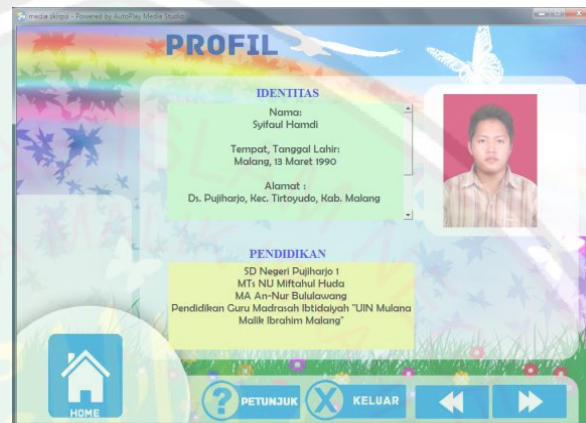 media skripsi - Powered by AutoPlay Media Studio
PROFIL
IDENTITAS
Nama:
Syifaul Hamdi
Tempat, Tanggal Lahir:
Malang, 13 Maret 1990
Alamat :
Ds. Pujiharjo, Kec. Tirtoyudo, Kab. Malang
PENDIDIKAN
SD Negeri Pujiharjo 1
MTs NU Miftahul Huda
MA An-Nur Bululawang
Pendidikan Guru Madrasah Ibtidaiyah "UIN Mulana
Malik Ibrahim Malang"
HOME
? PETUNJUK
X KELUAR